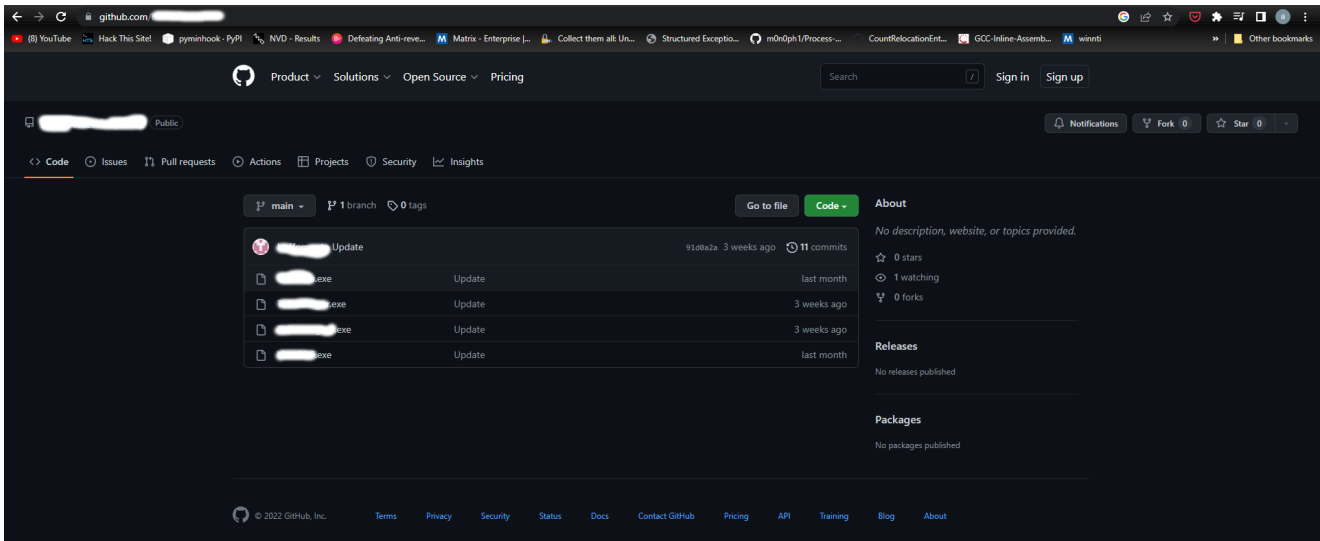 github.com/
(8) YouTube Hack This Site! pyminhook · PyPI NVD - Results Defeating Anti-reve... Matrix - Enterprise |... Collect them all: Un... Structured Exceptio... m0n0ph1/Process-... CountRelocationEnt... GCC-Inline-Assemb... winnti » Other bookmarks
Product Solutions Open Source Pricing Search / Sign in Sign up
Public Notifications Fork 0 Star 0
<> Code Issues Pull requests Actions Projects Security Insights
main 1 branch 0 tags Go to file Code
Update 91d0a2a 3 weeks ago 11 commits
.exe Update last month
.exe Update 3 weeks ago
exe Update 3 weeks ago
.exe Update last month
About
No description, website, or topics provided.
0 stars
1 watching
0 forks
Releases
No releases published
Packages
No packages published
© 2022 GitHub, Inc. Terms Privacy Security Status Docs Contact GitHub Pricing API Training Blog About